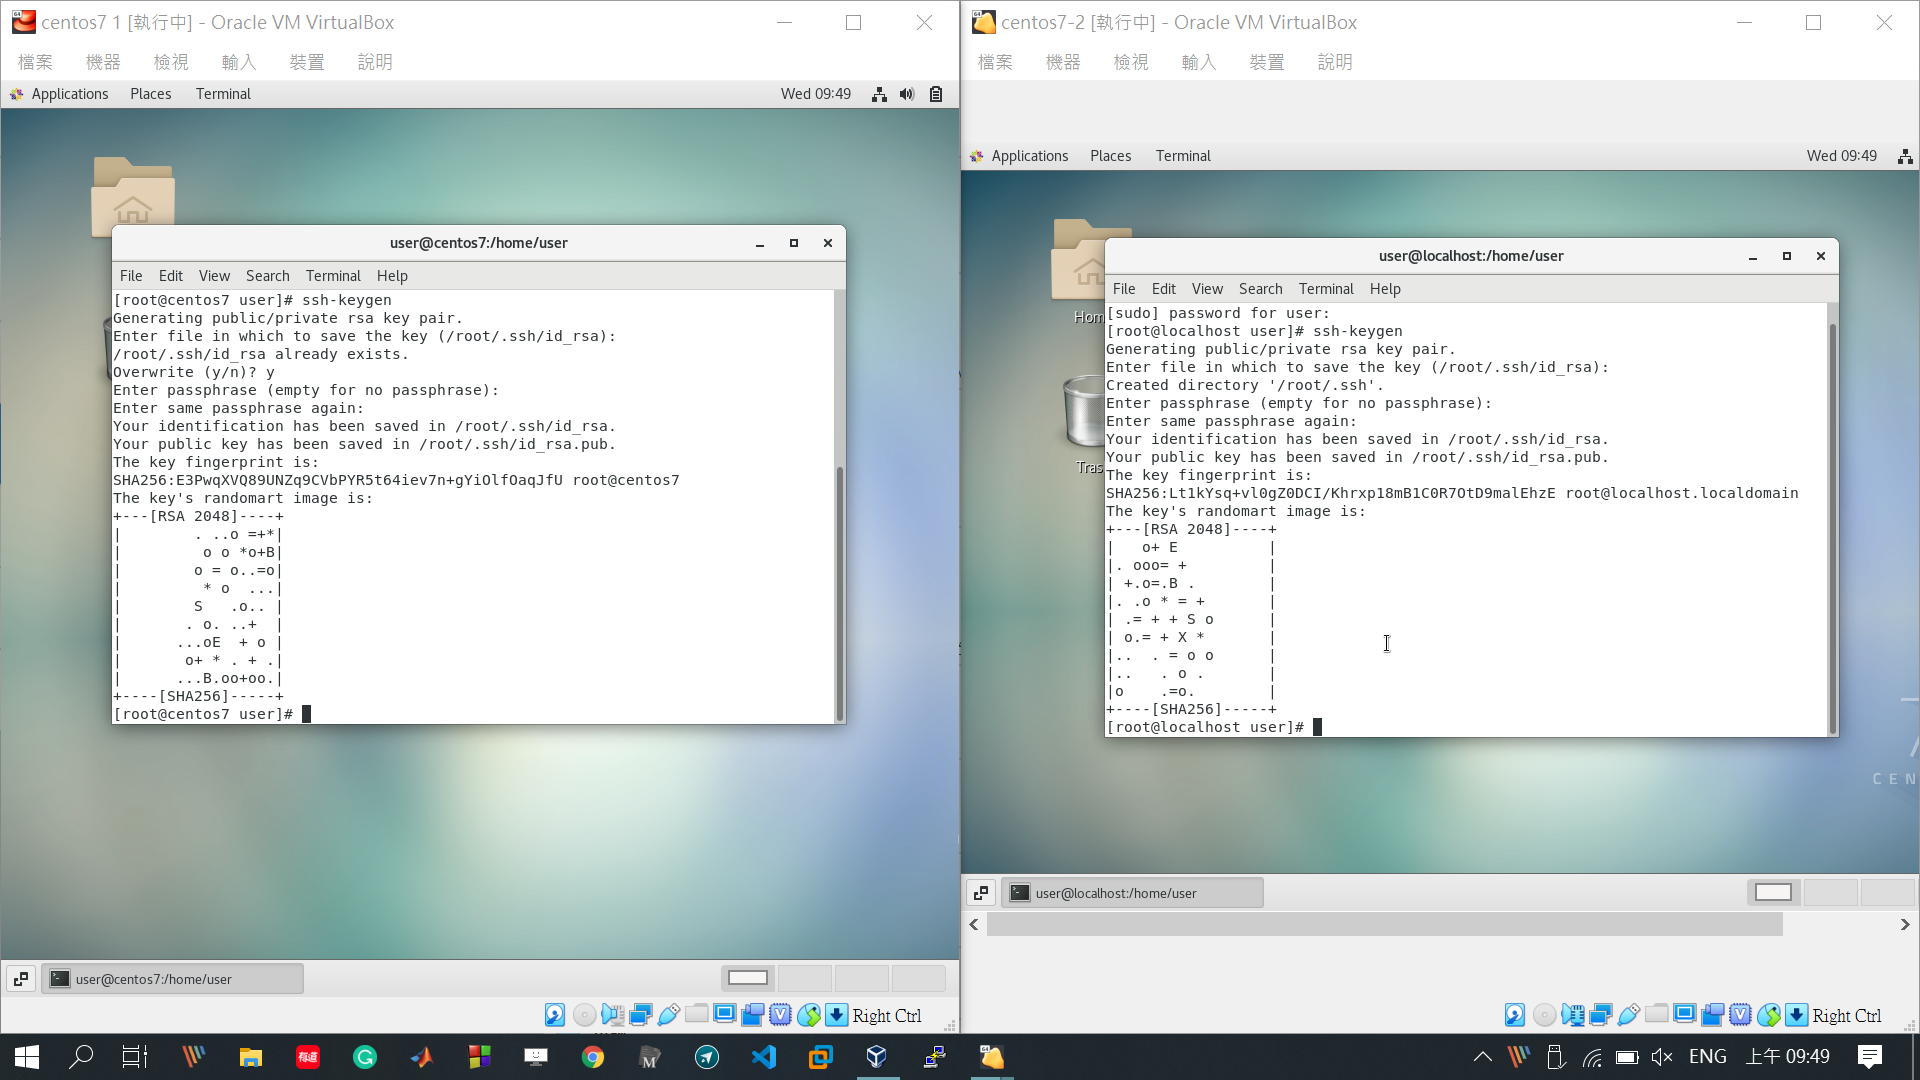 centos7 1 [執行中] - Oracle VM VirtualBox
檔案 機器 檢視 輸入 裝置 說明
Applications Places Terminal Wed 09:49
user@centos7:/home/user
File Edit View Search Terminal Help
[root@centos7 user]# ssh-keygen
Generating public/private rsa key pair.
Enter file in which to save the key (/root/.ssh/id_rsa):
/root/.ssh/id_rsa already exists.
Overwrite (y/n)? y
Enter passphrase (empty for no passphrase):
Enter same passphrase again:
Your identification has been saved in /root/.ssh/id_rsa.
Your public key has been saved in /root/.ssh/id_rsa.pub.
The key fingerprint is:
SHA256:E3PwqXVQ89UNZq9CVbPYR5t64iev7n+gYiOlfOaqJfU root@centos7
The key's randomart image is:
+---[RSA 2048]----+
|        . ..o =+*|
|         o o *o+B|
|        o = o..=o|
|         * o  ...|
|        S   .o.. |
|       . o. ..+  |
|      ...oE  + o |
|       o+ * . + .|
|      ...B.oo+oo.|
+----[SHA256]-----+
[root@centos7 user]#
user@centos7:/home/user
Right Ctrl
centos7-2 [執行中] - Oracle VM VirtualBox
檔案 機器 檢視 輸入 裝置 說明
Applications Places Terminal Wed 09:49
Hom
Tras
user@localhost:/home/user
File Edit View Search Terminal Help
[sudo] password for user:
[root@localhost user]# ssh-keygen
Generating public/private rsa key pair.
Enter file in which to save the key (/root/.ssh/id_rsa):
Created directory '/root/.ssh'.
Enter passphrase (empty for no passphrase):
Enter same passphrase again:
Your identification has been saved in /root/.ssh/id_rsa.
Your public key has been saved in /root/.ssh/id_rsa.pub.
The key fingerprint is:
SHA256:Lt1kYsq+vl0gZ0DCI/Khrxp18mB1C0R7OtD9malEhzE root@localhost.localdomain
The key's randomart image is:
+---[RSA 2048]----+
|   o+ E          |
|. ooo= +         |
| +.o=.B .        |
|. .o * = +       |
| .= + + S o      |
| o.= + X *       |
|..  . = o o      |
|..   . o .       |
|o    .=o.        |
+----[SHA256]-----+
[root@localhost user]#
CEN
user@localhost:/home/user
Right Ctrl
有道
ENG 上午 09:49